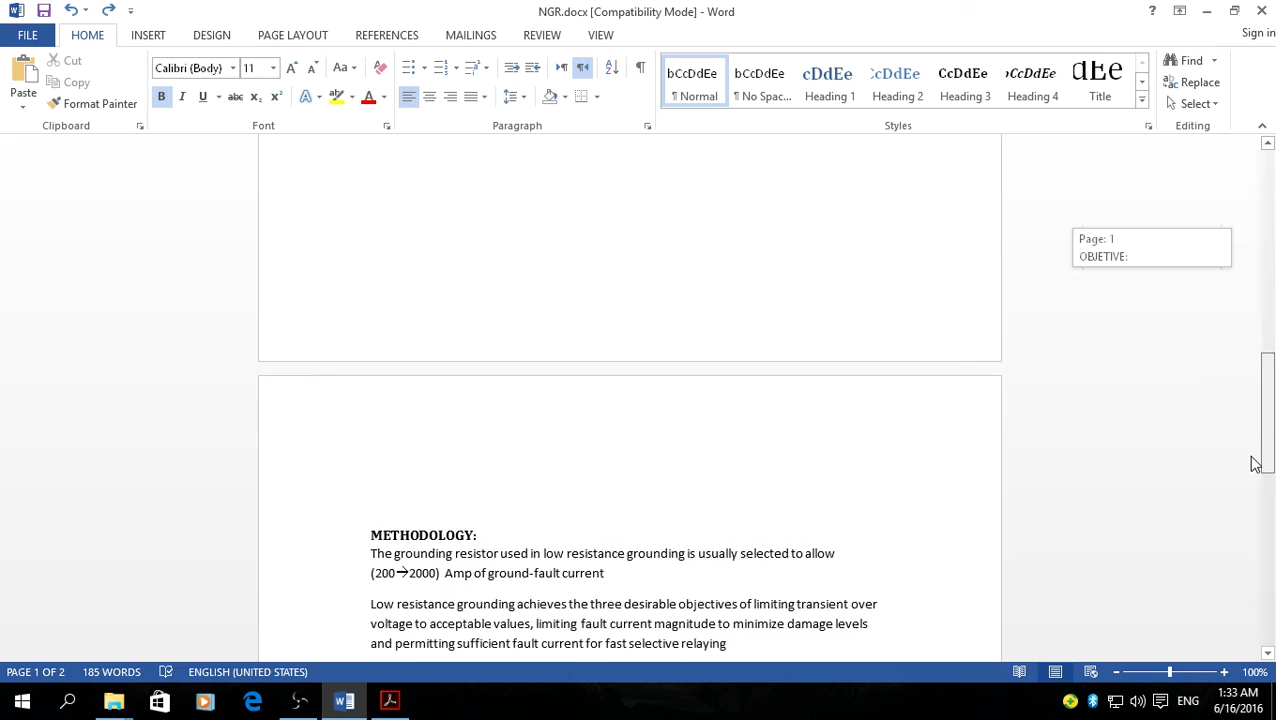 NGR.docx [Compatibility Mode] - Word
?
FILE HOME INSERT DESIGN PAGE LAYOUT REFERENCES MAILINGS REVIEW VIEW Sign in
Paste
Cut
Copy
Format Painter
Calibri (Body) 11 Aa
B I U abc x₂ x² A A
bCcDdEe ¶ Normal
bCcDdEe ¶ No Spac...
cDdEe Heading 1
CcDdEe Heading 2
CcDdEe Heading 3
CcDdEe Heading 4
dEe Title
Find
Replace
Select
Clipboard Font Paragraph Styles Editing
Page: 1
OBJETIVE:
METHODOLOGY:
The grounding resistor used in low resistance grounding is usually selected to allow
(200→2000) Amp of ground-fault current
Low resistance grounding achieves the three desirable objectives of limiting transient over
voltage to acceptable values, limiting fault current magnitude to minimize damage levels
and permitting sufficient fault current for fast selective relaying
PAGE 1 OF 2 185 WORDS ENGLISH (UNITED STATES) 100%
ENG
1:33 AM
6/16/2016